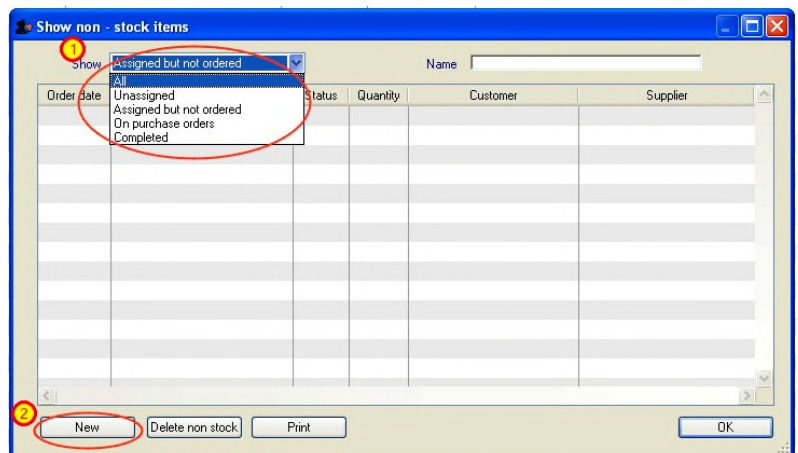 Show non - stock items
1
Show Assigned but not ordered Name
All
Unassigned
Assigned but not ordered
On purchase orders
Completed
Order date Status Quantity Customer Supplier
2
New Delete non stock Print OK